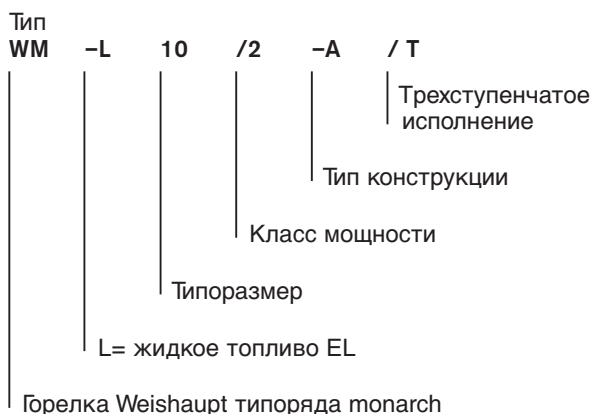 Тип
WM –L 10 /2 –A / T
Трехступенчатое
исполнение
Тип конструкции
Класс мощности
Типоразмер
L= жидкое топливо EL
Горелка Weishaupt типоряда monarch